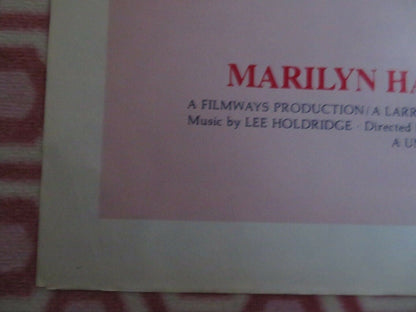 MARILYN HA
A FILMWAYS PRODUCTION/A LARR
Music by LEE HOLDRIDGE · Directed
A U